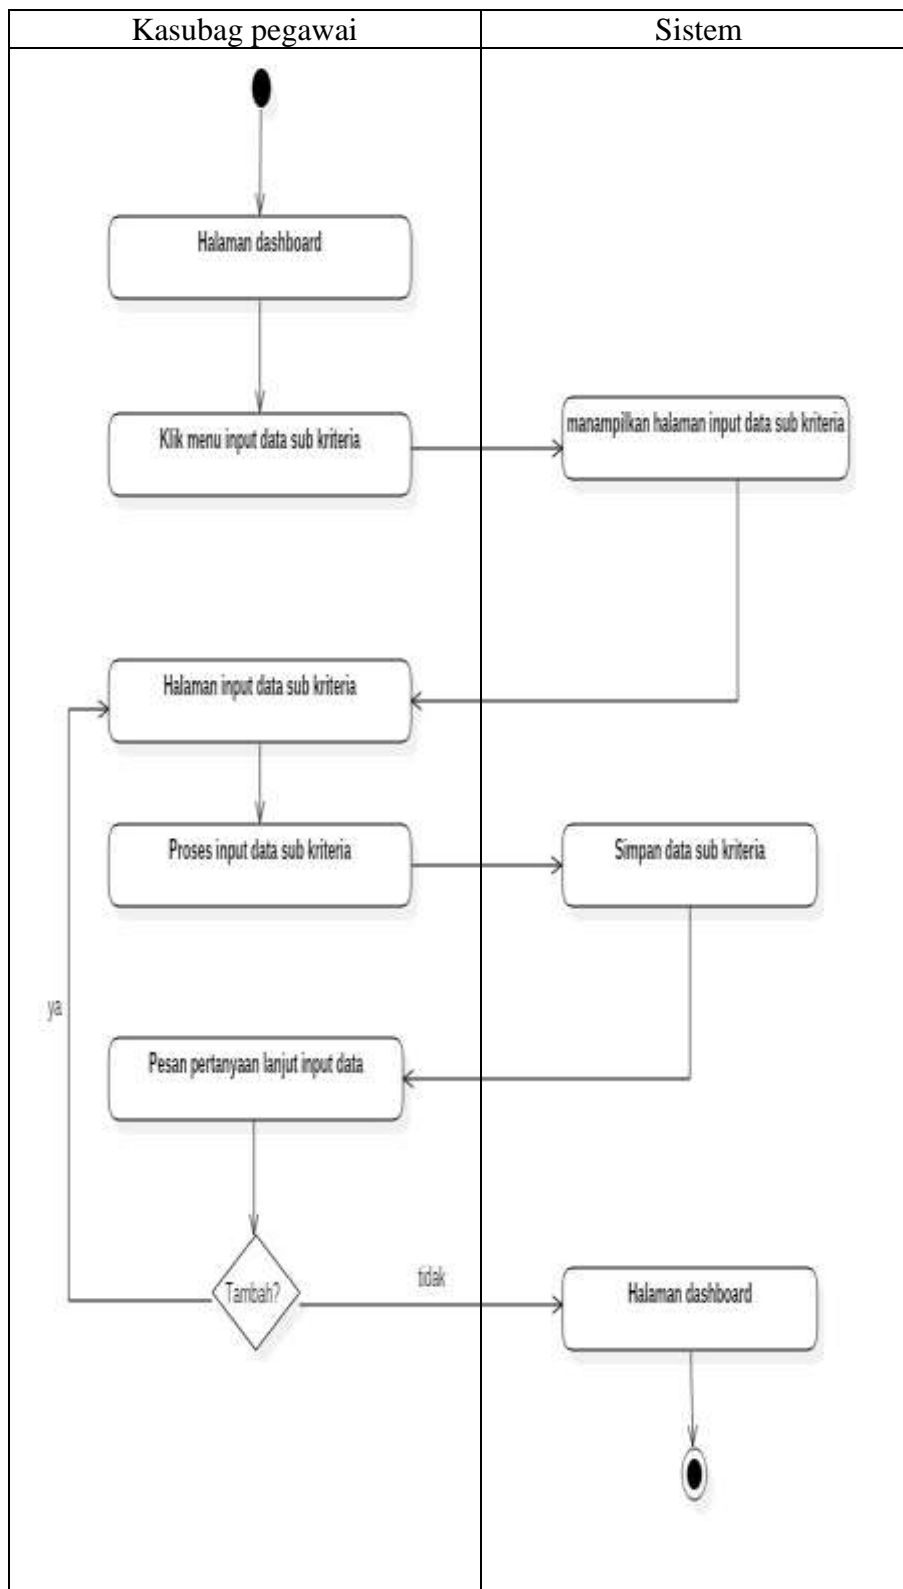 Kasubag pegawai
Sistem
Halaman dashboard
Klik menu input data sub kriteria
manampilkan halaman input data sub kriteria
Halaman input data sub kriteria
Proses input data sub kriteria
Simpan data sub kriteria
ya
Pesan pertanyaan lanjut input data
Tambah?
tidak
Halaman dashboard